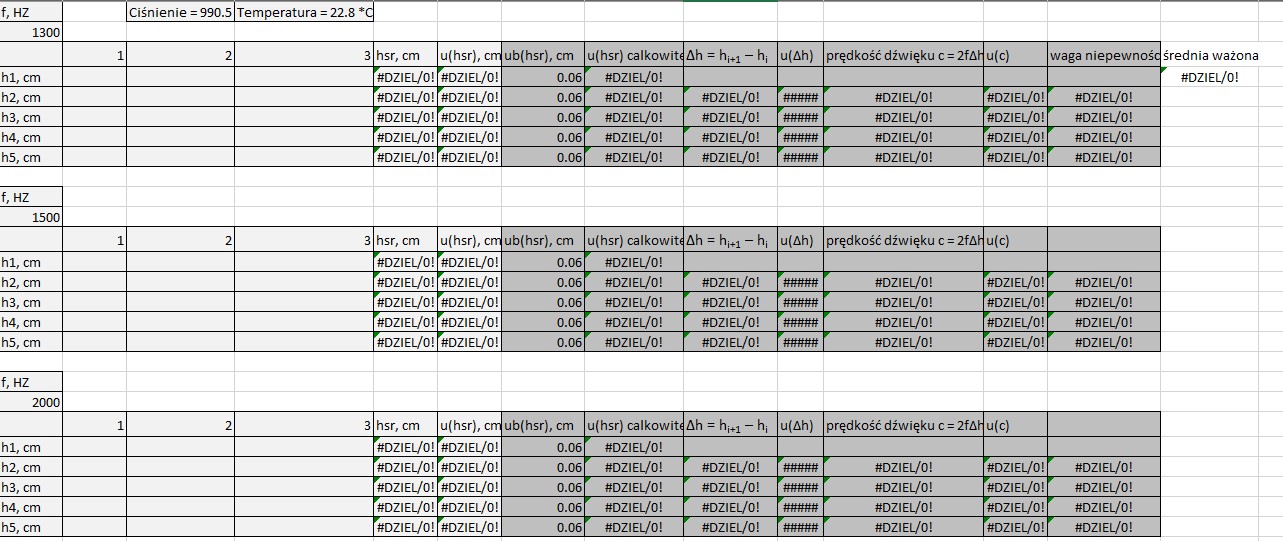 f, HZ Ciśnienie = 990.5 Temperatura = 22.8 *C
1300
1 2 3 hsr, cm u(hsr), cm ub(hsr), cm u(hsr) calkowite Δh = hi+1 − hi u(Δh) prędkość dźwięku c = 2fΔh u(c) waga niepewnośc średnia ważona
h1, cm #DZIEL/0! #DZIEL/0! 0.06 #DZIEL/0! #DZIEL/0!
h2, cm #DZIEL/0! #DZIEL/0! 0.06 #DZIEL/0! #DZIEL/0! ##### #DZIEL/0! #DZIEL/0! #DZIEL/0!
h3, cm #DZIEL/0! #DZIEL/0! 0.06 #DZIEL/0! #DZIEL/0! ##### #DZIEL/0! #DZIEL/0! #DZIEL/0!
h4, cm #DZIEL/0! #DZIEL/0! 0.06 #DZIEL/0! #DZIEL/0! ##### #DZIEL/0! #DZIEL/0! #DZIEL/0!
h5, cm #DZIEL/0! #DZIEL/0! 0.06 #DZIEL/0! #DZIEL/0! ##### #DZIEL/0! #DZIEL/0! #DZIEL/0!
f, HZ
1500
1 2 3 hsr, cm u(hsr), cm ub(hsr), cm u(hsr) calkowite Δh = hi+1 − hi u(Δh) prędkość dźwięku c = 2fΔh u(c)
h1, cm #DZIEL/0! #DZIEL/0! 0.06 #DZIEL/0!
h2, cm #DZIEL/0! #DZIEL/0! 0.06 #DZIEL/0! #DZIEL/0! ##### #DZIEL/0! #DZIEL/0! #DZIEL/0!
h3, cm #DZIEL/0! #DZIEL/0! 0.06 #DZIEL/0! #DZIEL/0! ##### #DZIEL/0! #DZIEL/0! #DZIEL/0!
h4, cm #DZIEL/0! #DZIEL/0! 0.06 #DZIEL/0! #DZIEL/0! ##### #DZIEL/0! #DZIEL/0! #DZIEL/0!
h5, cm #DZIEL/0! #DZIEL/0! 0.06 #DZIEL/0! #DZIEL/0! ##### #DZIEL/0! #DZIEL/0! #DZIEL/0!
f, HZ
2000
1 2 3 hsr, cm u(hsr), cm ub(hsr), cm u(hsr) calkowite Δh = hi+1 − hi u(Δh) prędkość dźwięku c = 2fΔh u(c)
h1, cm #DZIEL/0! #DZIEL/0! 0.06 #DZIEL/0!
h2, cm #DZIEL/0! #DZIEL/0! 0.06 #DZIEL/0! #DZIEL/0! ##### #DZIEL/0! #DZIEL/0! #DZIEL/0!
h3, cm #DZIEL/0! #DZIEL/0! 0.06 #DZIEL/0! #DZIEL/0! ##### #DZIEL/0! #DZIEL/0! #DZIEL/0!
h4, cm #DZIEL/0! #DZIEL/0! 0.06 #DZIEL/0! #DZIEL/0! ##### #DZIEL/0! #DZIEL/0! #DZIEL/0!
h5, cm #DZIEL/0! #DZIEL/0! 0.06 #DZIEL/0! #DZIEL/0! ##### #DZIEL/0! #DZIEL/0! #DZIEL/0!